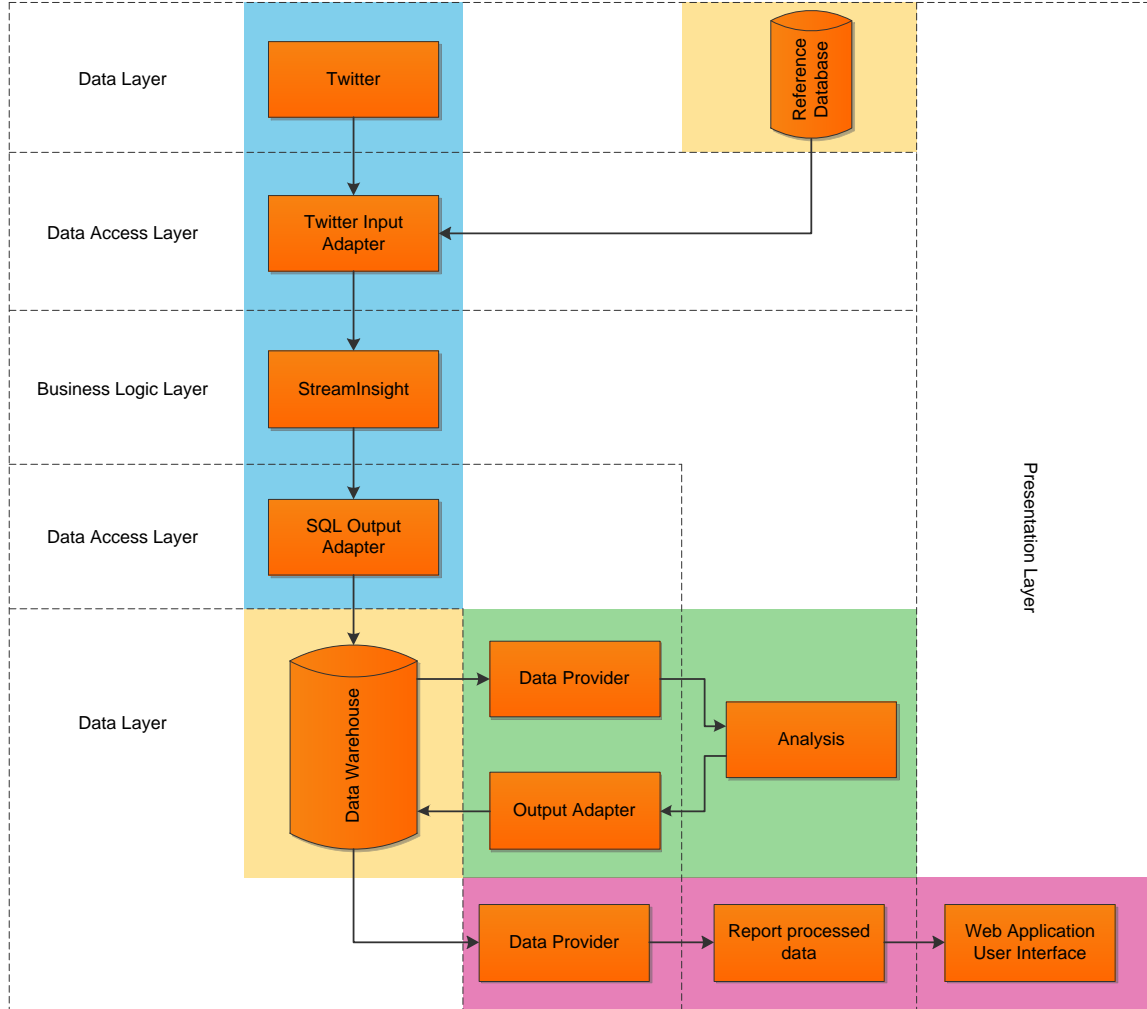 Data Layer
Twitter
Reference
Database
Data Access Layer
Twitter Input
Adapter
Business Logic Layer
StreamInsight
Presentation Layer
Data Access Layer
SQL Output
Adapter
Data Layer
Data Warehouse
Data Provider
Analysis
Output Adapter
Data Provider
Report processed
data
Web Application
User Interface